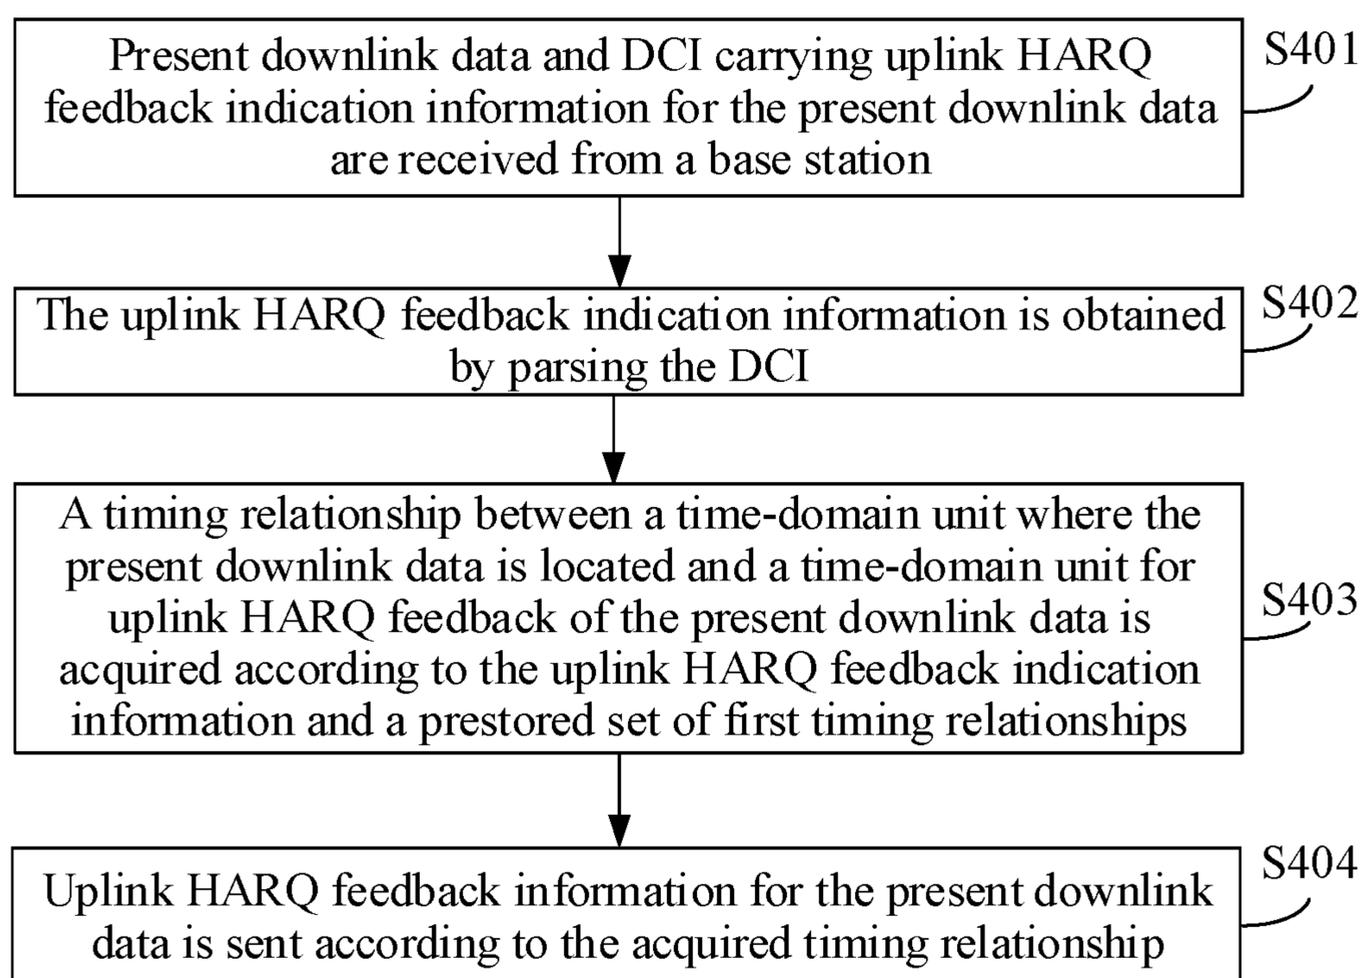 Present downlink data and DCI carrying uplink HARQ
feedback indication information for the present downlink data
are received from a base station
S401
The uplink HARQ feedback indication information is obtained
by parsing the DCI
S402
A timing relationship between a time-domain unit where the
present downlink data is located and a time-domain unit for
uplink HARQ feedback of the present downlink data is
acquired according to the uplink HARQ feedback indication
information and a prestored set of first timing relationships
S403
Uplink HARQ feedback information for the present downlink
data is sent according to the acquired timing relationship
S404